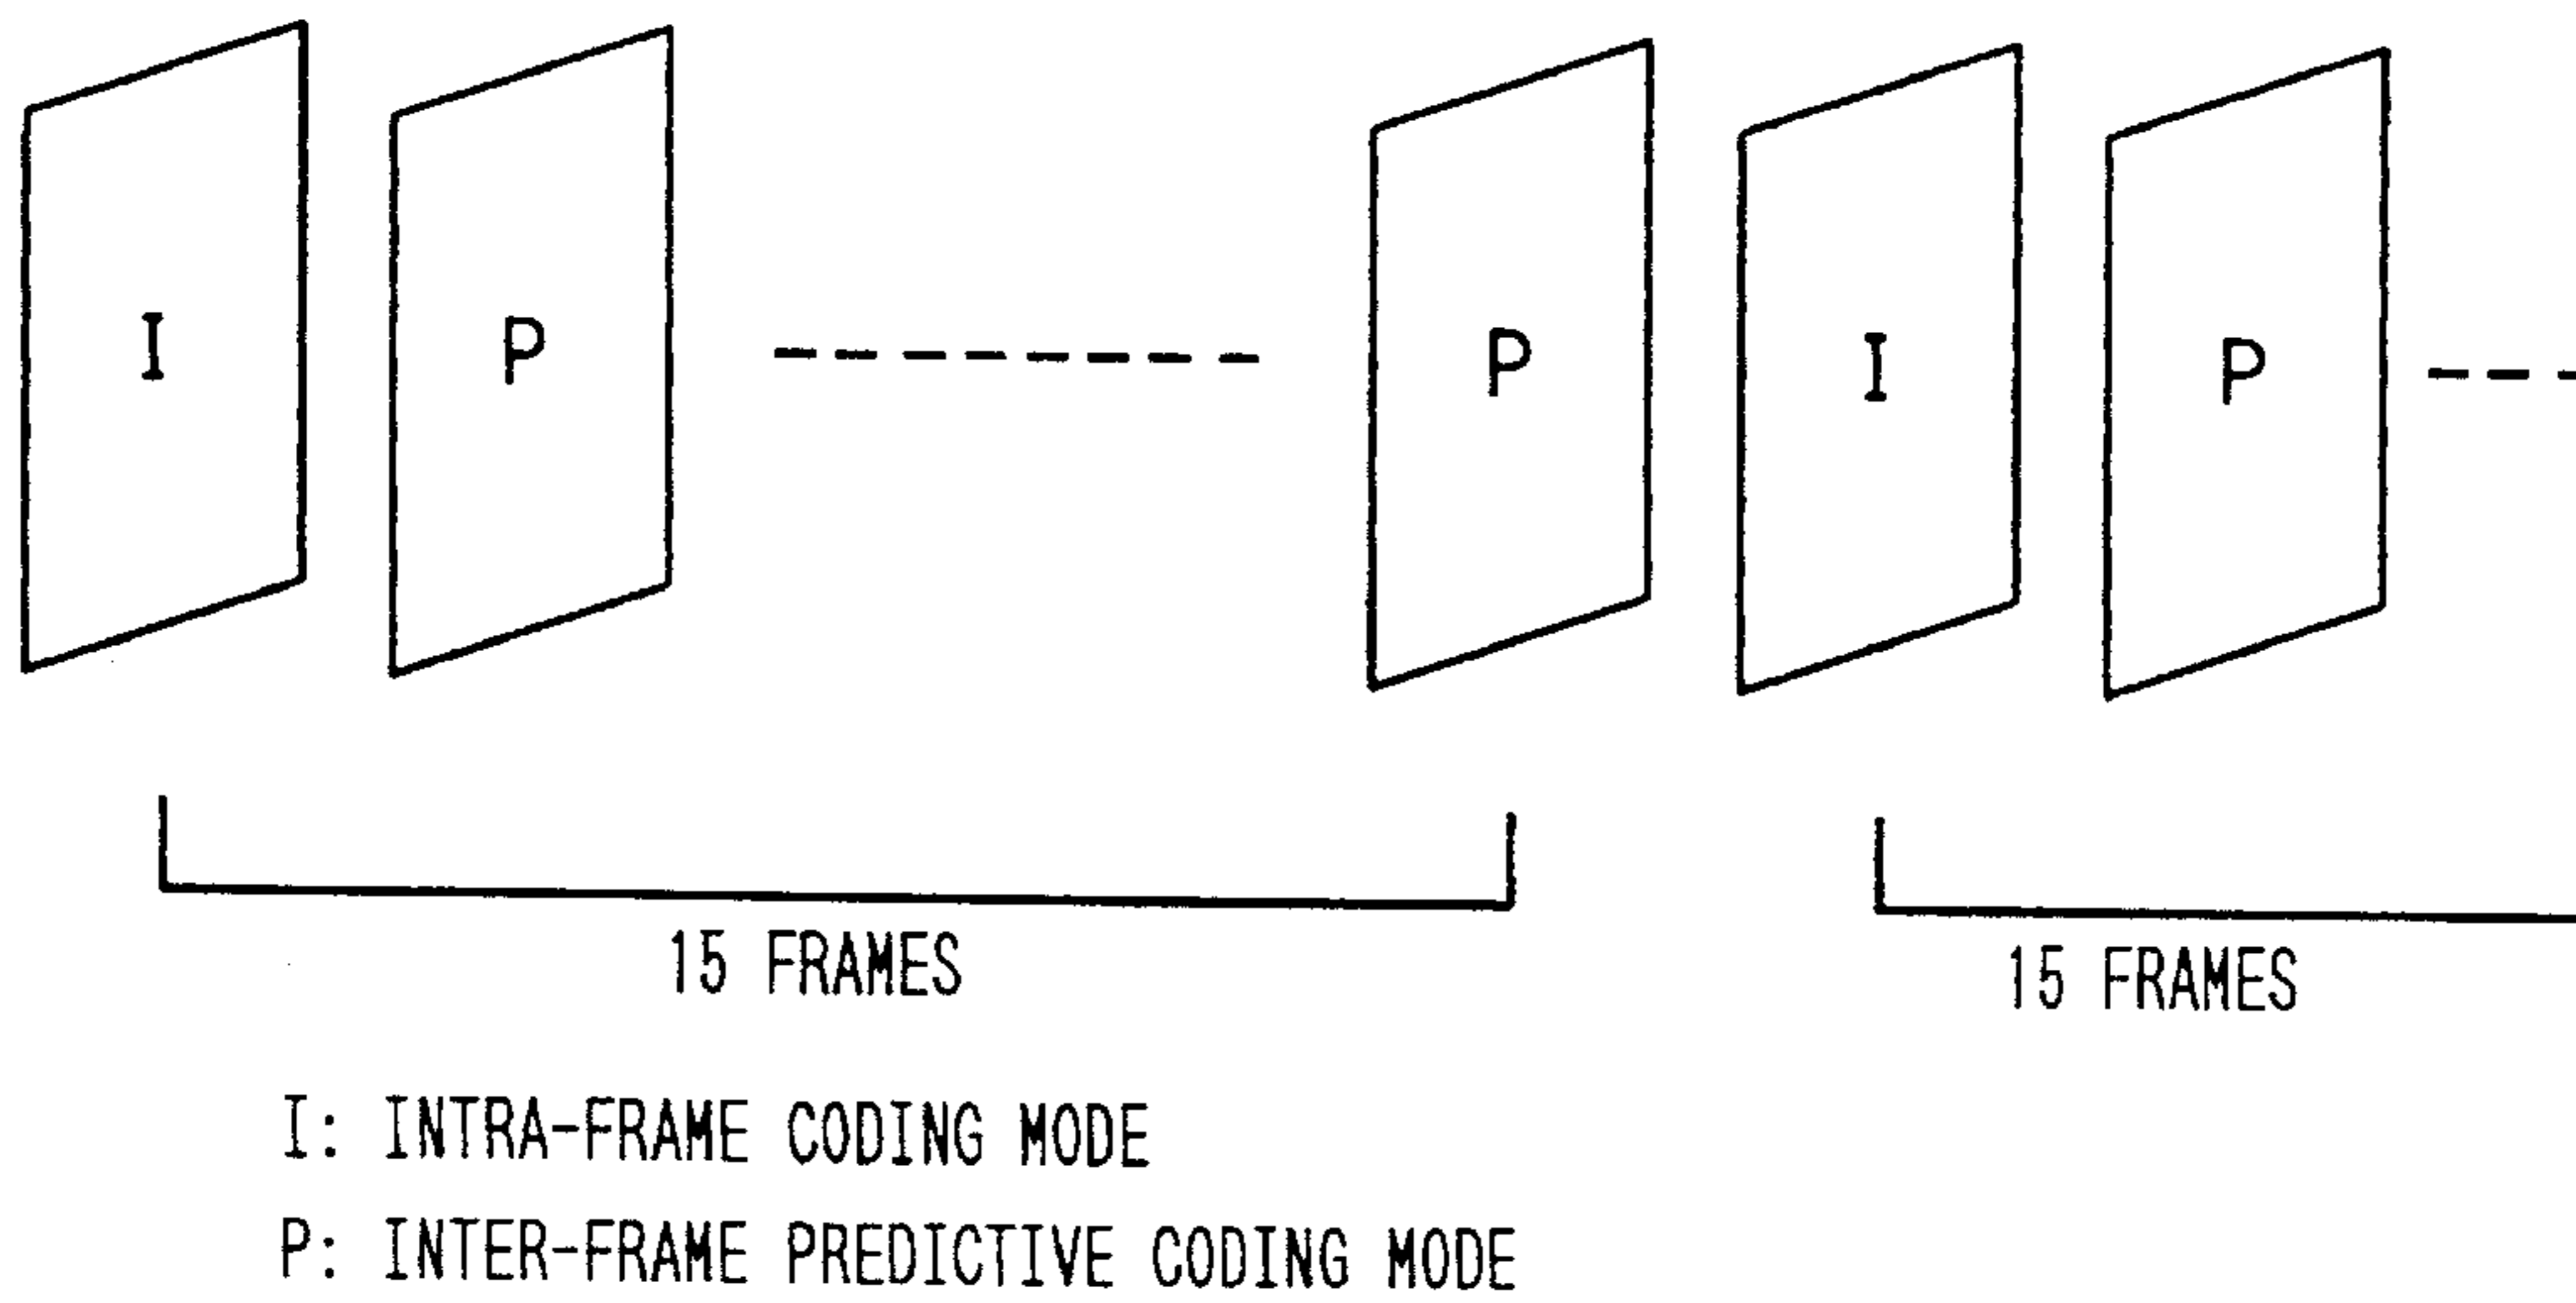 I P P I P
15 FRAMES 15 FRAMES
I: INTRA-FRAME CODING MODE
P: INTER-FRAME PREDICTIVE CODING MODE